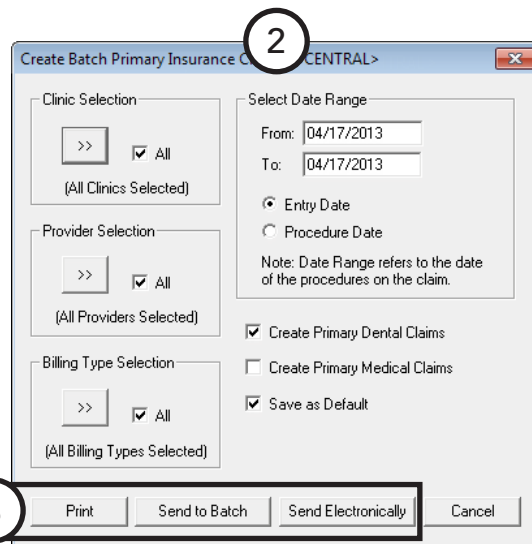 2
Create Batch Primary Insurance C CENTRAL>
Clinic Selection
>>
All
(All Clinics Selected)
Provider Selection
>>
All
(All Providers Selected)
Billing Type Selection
>>
All
(All Billing Types Selected)
Select Date Range
From: 04/17/2013
To: 04/17/2013
Entry Date
Procedure Date
Note: Date Range refers to the date
of the procedures on the claim.
Create Primary Dental Claims
Create Primary Medical Claims
Save as Default
Print Send to Batch Send Electronically Cancel